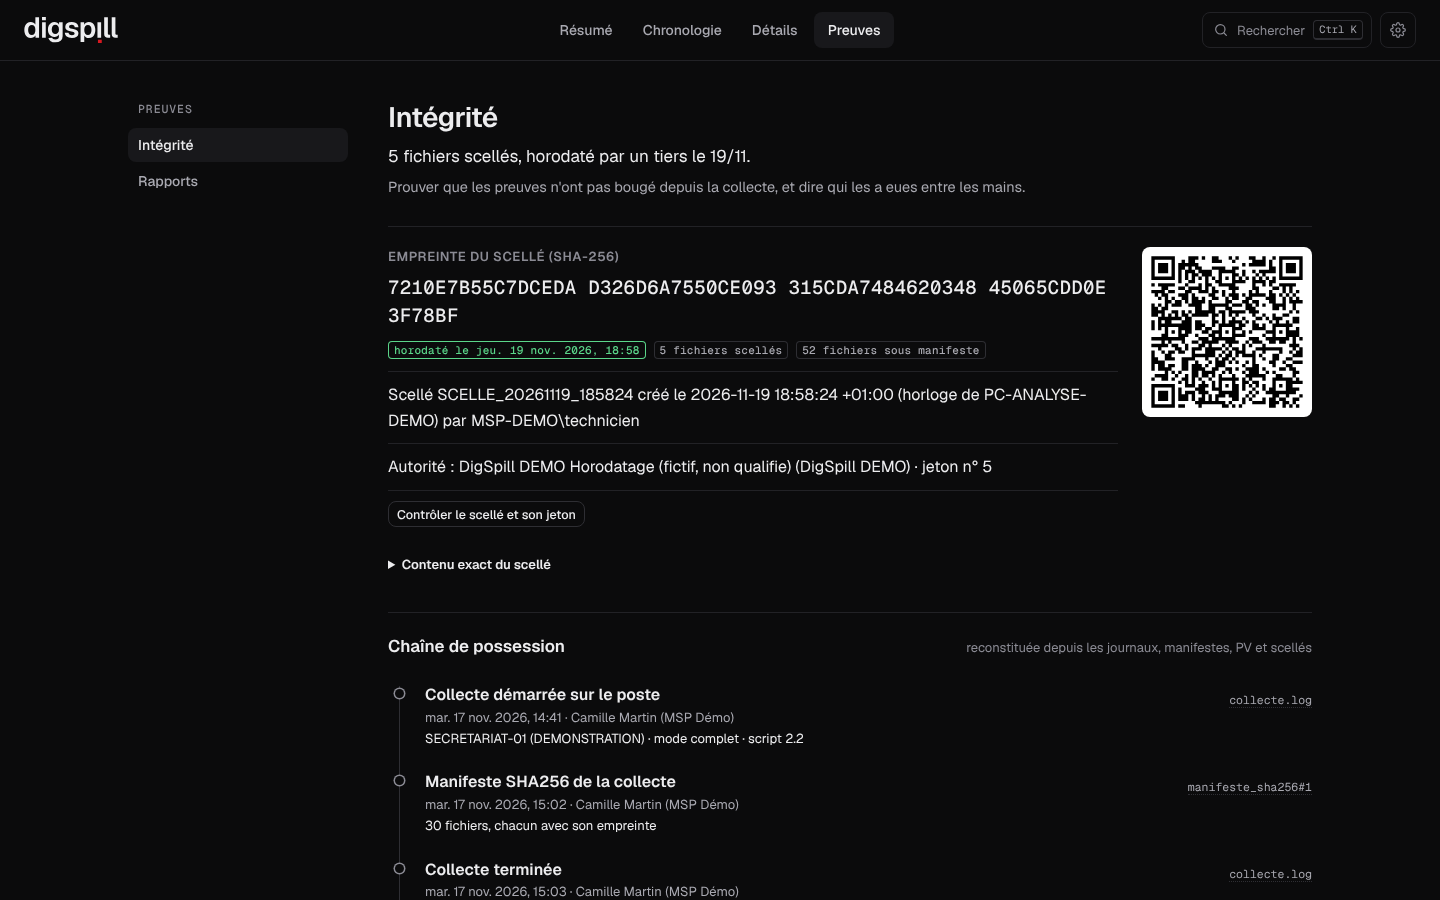 digspill
Résumé
Chronologie
Détails
Preuves
Rechercher
Ctrl K
PREUVES
Intégrité
Rapports
Intégrité
5 fichiers scellés, horodaté par un tiers le 19/11.
Prouver que les preuves n'ont pas bougé depuis la collecte, et dire qui les a eues entre les mains.
EMPREINTE DU SCELLÉ (SHA-256)
7210E7B55C7DCEDA D326D6A7550CE093 315CDA7484620348 45065CDD0E
3F78BF
horodaté le jeu. 19 nov. 2026, 18:58
5 fichiers scellés
52 fichiers sous manifeste
Scellé SCELLE_20261119_185824 créé le 2026-11-19 18:58:24 +01:00 (horloge de PC-ANALYSE-
DEMO) par MSP-DEMO\technicien
Autorité : DigSpill DEMO Horodatage (fictif, non qualifie) (DigSpill DEMO) · jeton n° 5
Contrôler le scellé et son jeton
Contenu exact du scellé
Chaîne de possession
reconstituée depuis les journaux, manifestes, PV et scellés
Collecte démarrée sur le poste
collecte.log
mar. 17 nov. 2026, 14:41 · Camille Martin (MSP Démo)
SECRETARIAT-01 (DEMONSTRATION) · mode complet · script 2.2
Manifeste SHA256 de la collecte
manifeste_sha256#1
mar. 17 nov. 2026, 15:02 · Camille Martin (MSP Démo)
30 fichiers, chacun avec son empreinte
Collecte terminée
collecte.log
mar. 17 nov. 2026, 15:03 · Camille Martin (MSP Démo)